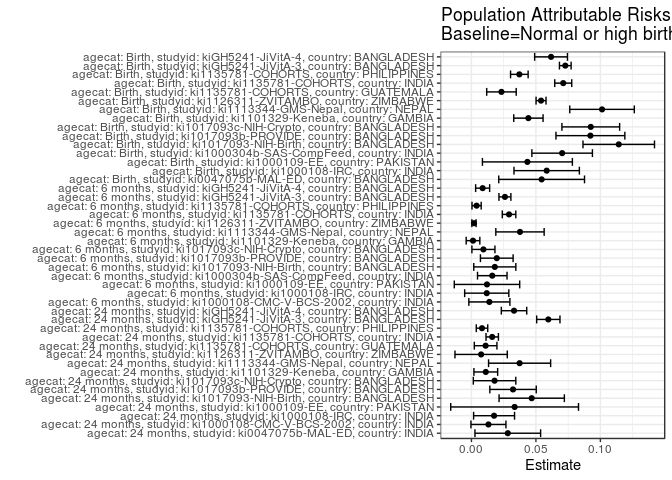 Population Attributable Risks
Baseline=Normal or high birth
agecat: Birth, studyid: kiGH5241-JiVitA-4, country: BANGLADESH
agecat: Birth, studyid: kiGH5241-JiVitA-3, country: BANGLADESH
agecat: Birth, studyid: ki1135781-COHORTS, country: PHILIPPINES
agecat: Birth, studyid: ki1135781-COHORTS, country: INDIA
agecat: Birth, studyid: ki1135781-COHORTS, country: GUATEMALA
agecat: Birth, studyid: ki1126311-ZVITAMBO, country: ZIMBABWE
agecat: Birth, studyid: ki1113344-GMS-Nepal, country: NEPAL
agecat: Birth, studyid: ki1101329-Keneba, country: GAMBIA
agecat: Birth, studyid: ki1017093c-NIH-Crypto, country: BANGLADESH
agecat: Birth, studyid: ki1017093b-PROVIDE, country: BANGLADESH
agecat: Birth, studyid: ki1017093-NIH-Birth, country: BANGLADESH
agecat: Birth, studyid: ki1000304b-SAS-CompFeed, country: INDIA
agecat: Birth, studyid: ki1000109-EE, country: PAKISTAN
agecat: Birth, studyid: ki1000108-IRC, country: INDIA
agecat: Birth, studyid: ki0047075b-MAL-ED, country: BANGLADESH
agecat: 6 months, studyid: kiGH5241-JiVitA-4, country: BANGLADESH
agecat: 6 months, studyid: kiGH5241-JiVitA-3, country: BANGLADESH
agecat: 6 months, studyid: ki1135781-COHORTS, country: PHILIPPINES
agecat: 6 months, studyid: ki1135781-COHORTS, country: INDIA
agecat: 6 months, studyid: ki1126311-ZVITAMBO, country: ZIMBABWE
agecat: 6 months, studyid: ki1113344-GMS-Nepal, country: NEPAL
agecat: 6 months, studyid: ki1101329-Keneba, country: GAMBIA
agecat: 6 months, studyid: ki1017093c-NIH-Crypto, country: BANGLADESH
agecat: 6 months, studyid: ki1017093b-PROVIDE, country: BANGLADESH
agecat: 6 months, studyid: ki1017093-NIH-Birth, country: BANGLADESH
agecat: 6 months, studyid: ki1000304b-SAS-CompFeed, country: INDIA
agecat: 6 months, studyid: ki1000109-EE, country: PAKISTAN
agecat: 6 months, studyid: ki1000108-IRC, country: INDIA
agecat: 6 months, studyid: ki1000108-CMC-V-BCS-2002, country: INDIA
agecat: 24 months, studyid: kiGH5241-JiVitA-4, country: BANGLADESH
agecat: 24 months, studyid: kiGH5241-JiVitA-3, country: BANGLADESH
agecat: 24 months, studyid: ki1135781-COHORTS, country: PHILIPPINES
agecat: 24 months, studyid: ki1135781-COHORTS, country: INDIA
agecat: 24 months, studyid: ki1135781-COHORTS, country: GUATEMALA
agecat: 24 months, studyid: ki1126311-ZVITAMBO, country: ZIMBABWE
agecat: 24 months, studyid: ki1113344-GMS-Nepal, country: NEPAL
agecat: 24 months, studyid: ki1101329-Keneba, country: GAMBIA
agecat: 24 months, studyid: ki1017093c-NIH-Crypto, country: BANGLADESH
agecat: 24 months, studyid: ki1017093b-PROVIDE, country: BANGLADESH
agecat: 24 months, studyid: ki1017093-NIH-Birth, country: BANGLADESH
agecat: 24 months, studyid: ki1000109-EE, country: PAKISTAN
agecat: 24 months, studyid: ki1000108-IRC, country: INDIA
agecat: 24 months, studyid: ki1000108-CMC-V-BCS-2002, country: INDIA
agecat: 24 months, studyid: ki0047075b-MAL-ED, country: INDIA
0.00 0.05 0.10
Estimate